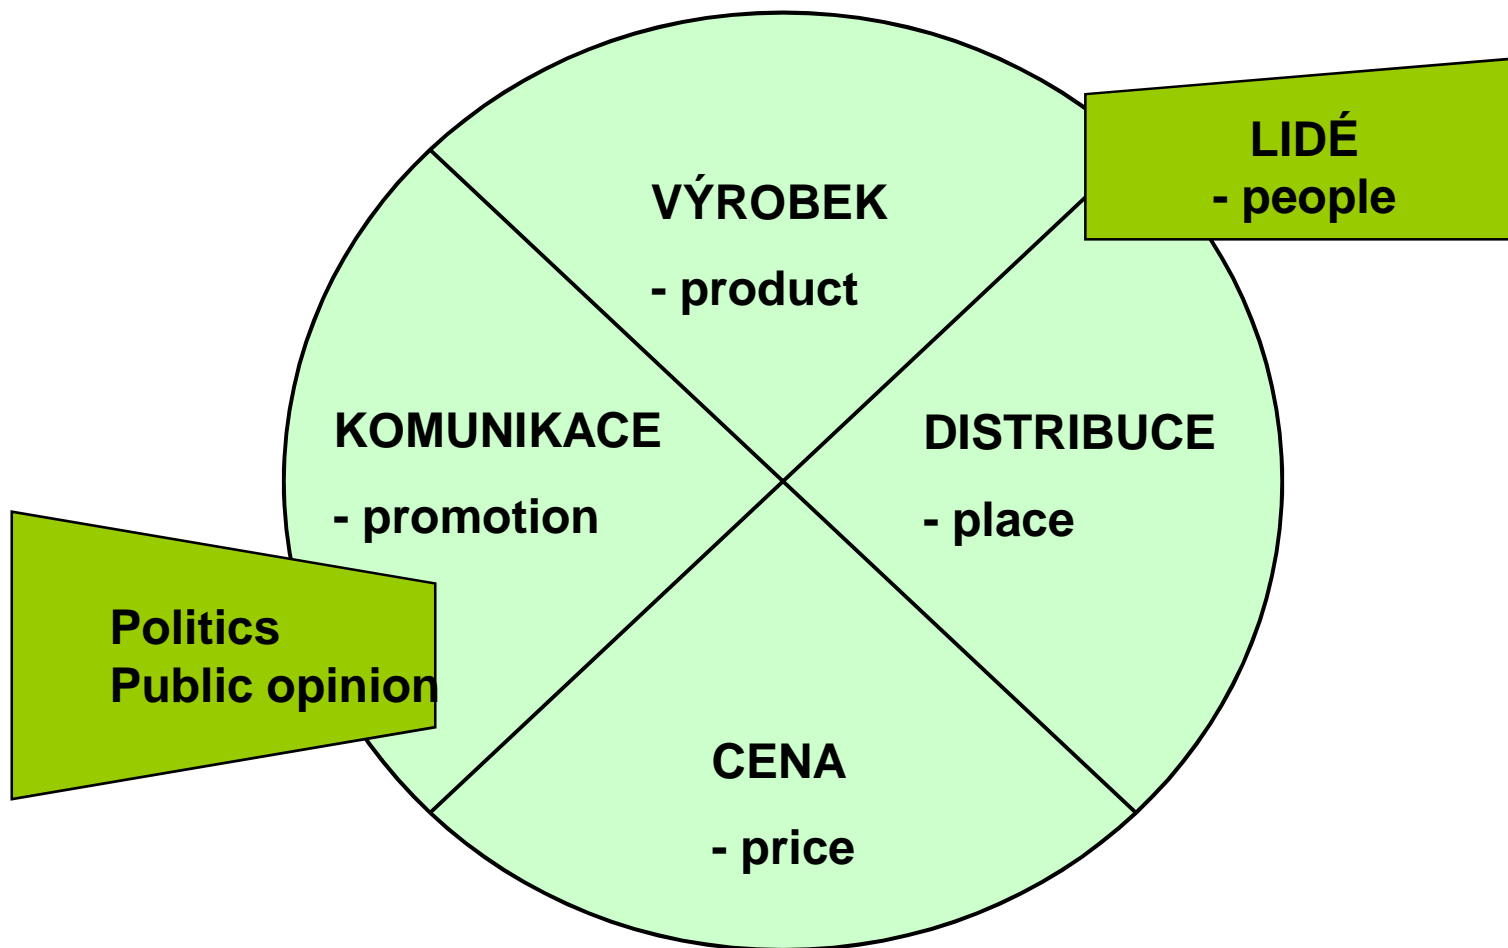 LIDÉ
- people
VÝROBEK
- product
KOMUNIKACE
- promotion
DISTRIBUCE
- place
Politics
Public opinion
CENA
- price